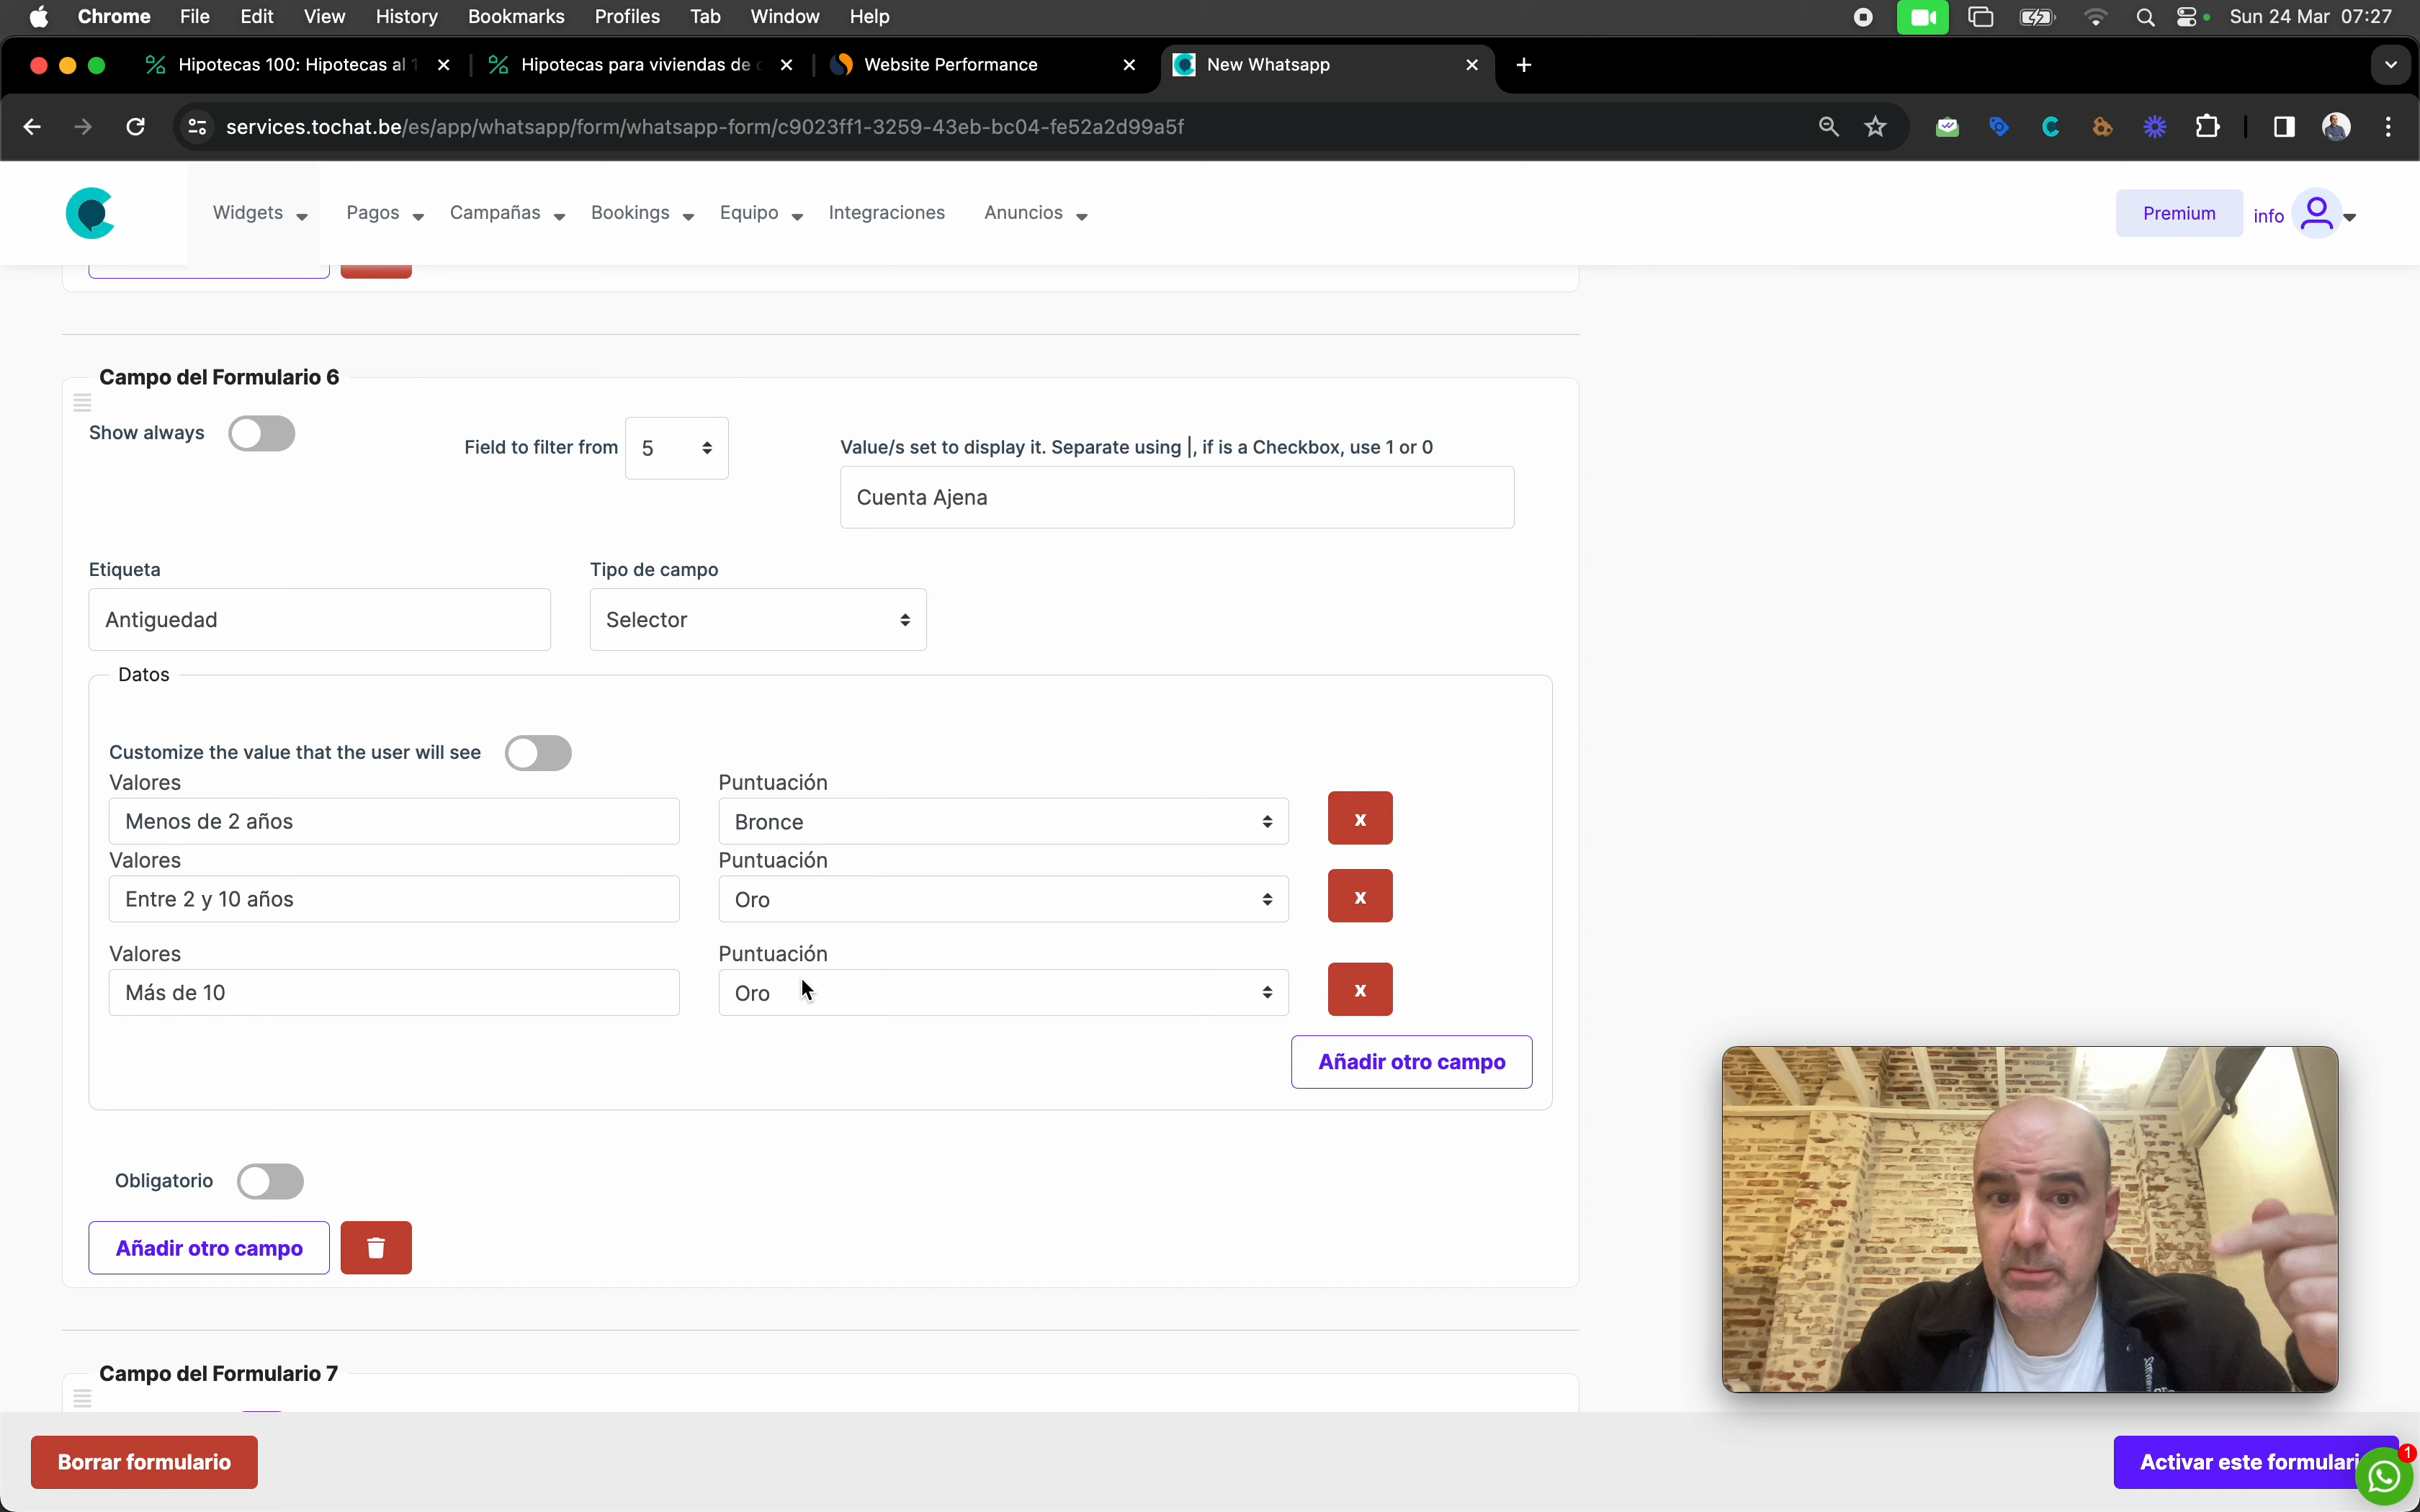 Chrome File Edit View History Bookmarks Profiles Tab Window Help Sun 24 Mar 07:27
Hipotecas 100: Hipotecas al 1 Hipotecas para viviendas de Website Performance New Whatsapp
services.tochat.be/es/app/whatsapp/form/whatsapp-form/c9023ff1-3259-43eb-bc04-fe52a2d99a5f
Widgets Pagos Campañas Bookings Equipo Integraciones Anuncios Premium info
Campo del Formulario 6
Show always
Field to filter from 5
Value/s set to display it. Separate using |, if is a Checkbox, use 1 or 0
Cuenta Ajena
Etiqueta Tipo de campo
Antiguedad Selector
Datos
Customize the value that the user will see
Valores Puntuación
Menos de 2 años Bronce x
Valores Puntuación
Entre 2 y 10 años Oro x
Valores Puntuación
Más de 10 Oro x
Añadir otro campo
Obligatorio
Añadir otro campo
Campo del Formulario 7
Borrar formulario Activar este formulari 1